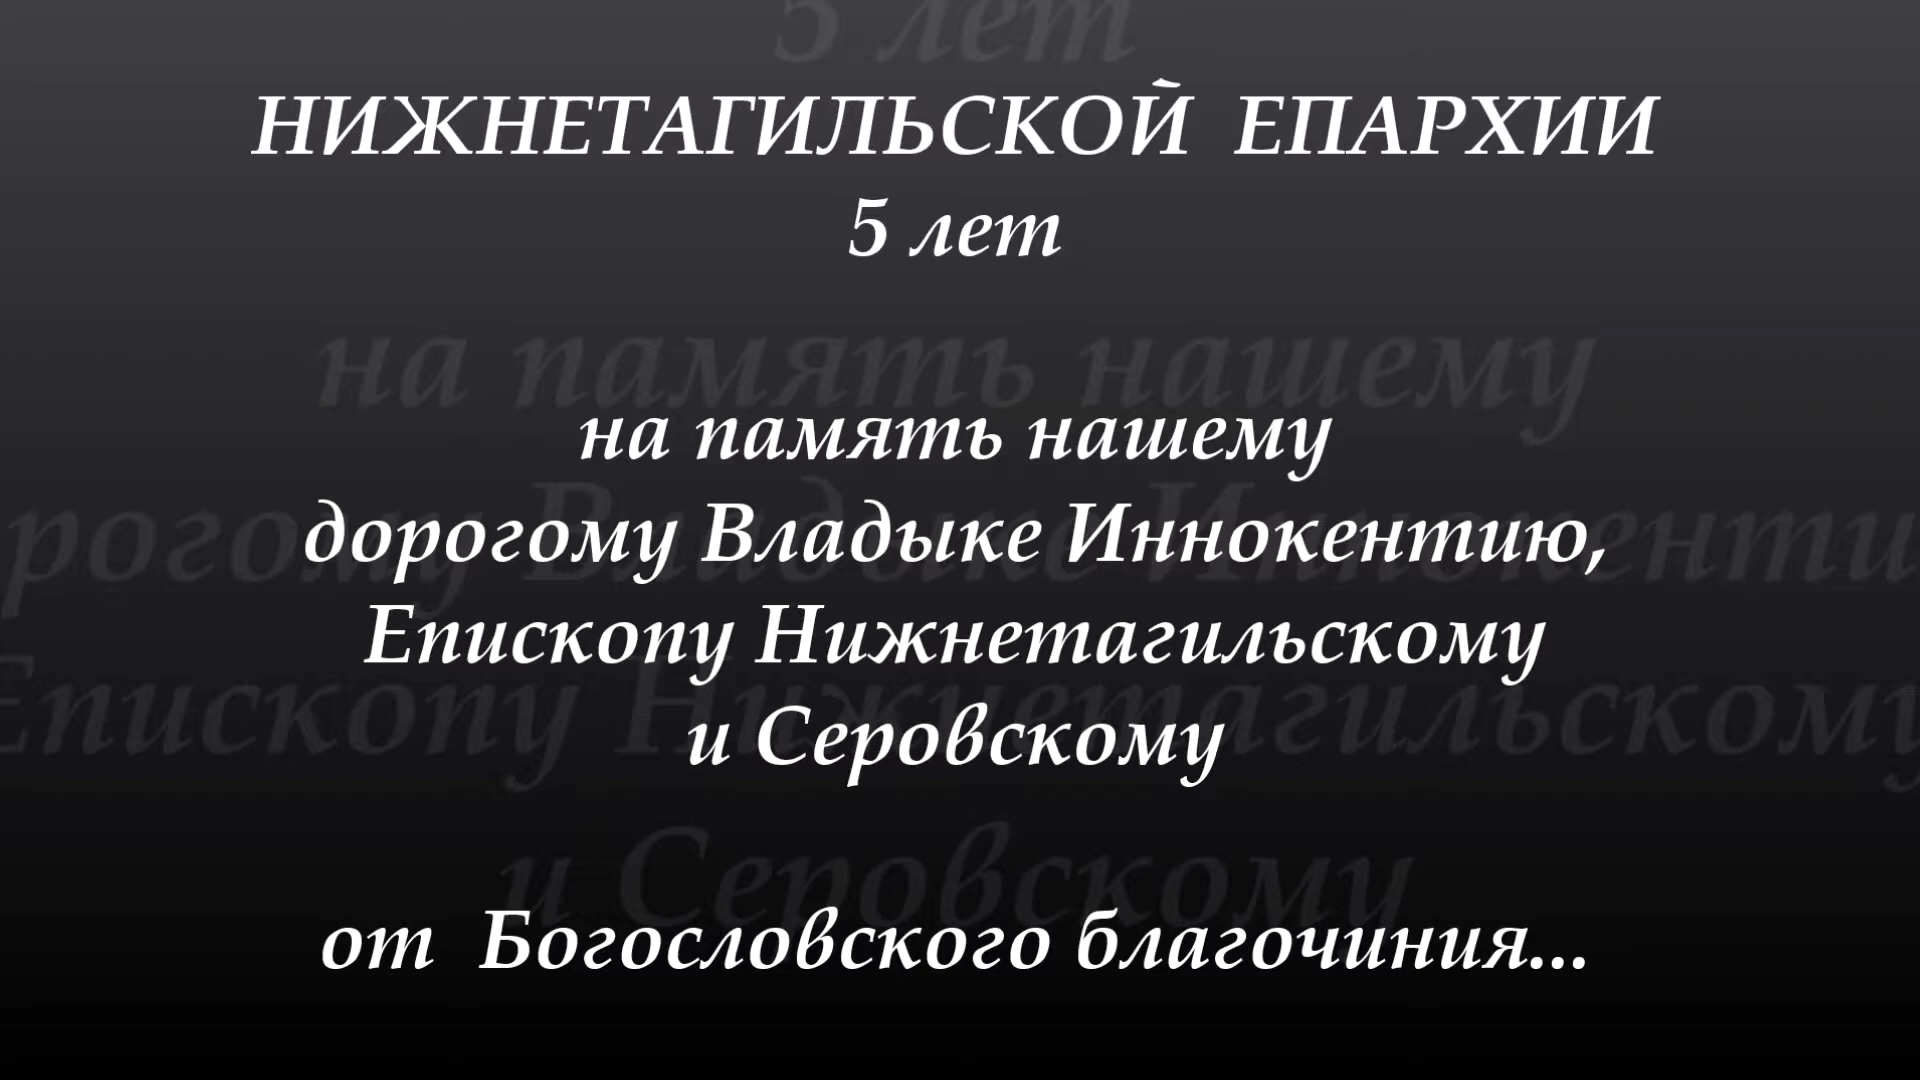 НИЖНЕТАГИЛЬСКОЙ ЕПАРХИИ
5 лет
на память нашему
дорогому Владыке Иннокентию,
Епископу Нижнетагильскому
и Серовскому
от Богословского благочиния...